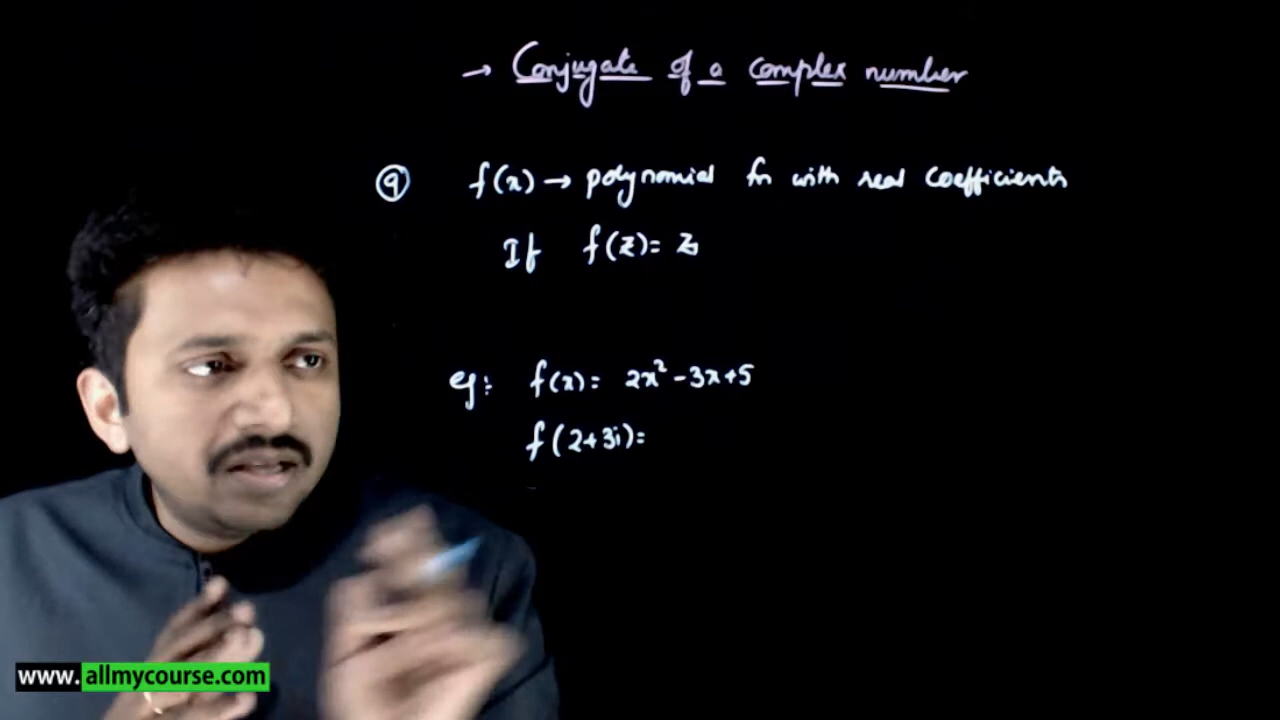 → Conjugate of a complex number
⑨ f(x) → polynomial fn with real coefficients
If f(z) = z₀
eg: f(x) = 2x² - 3x + 5
f(2+3i) =
www.allmycourse.com